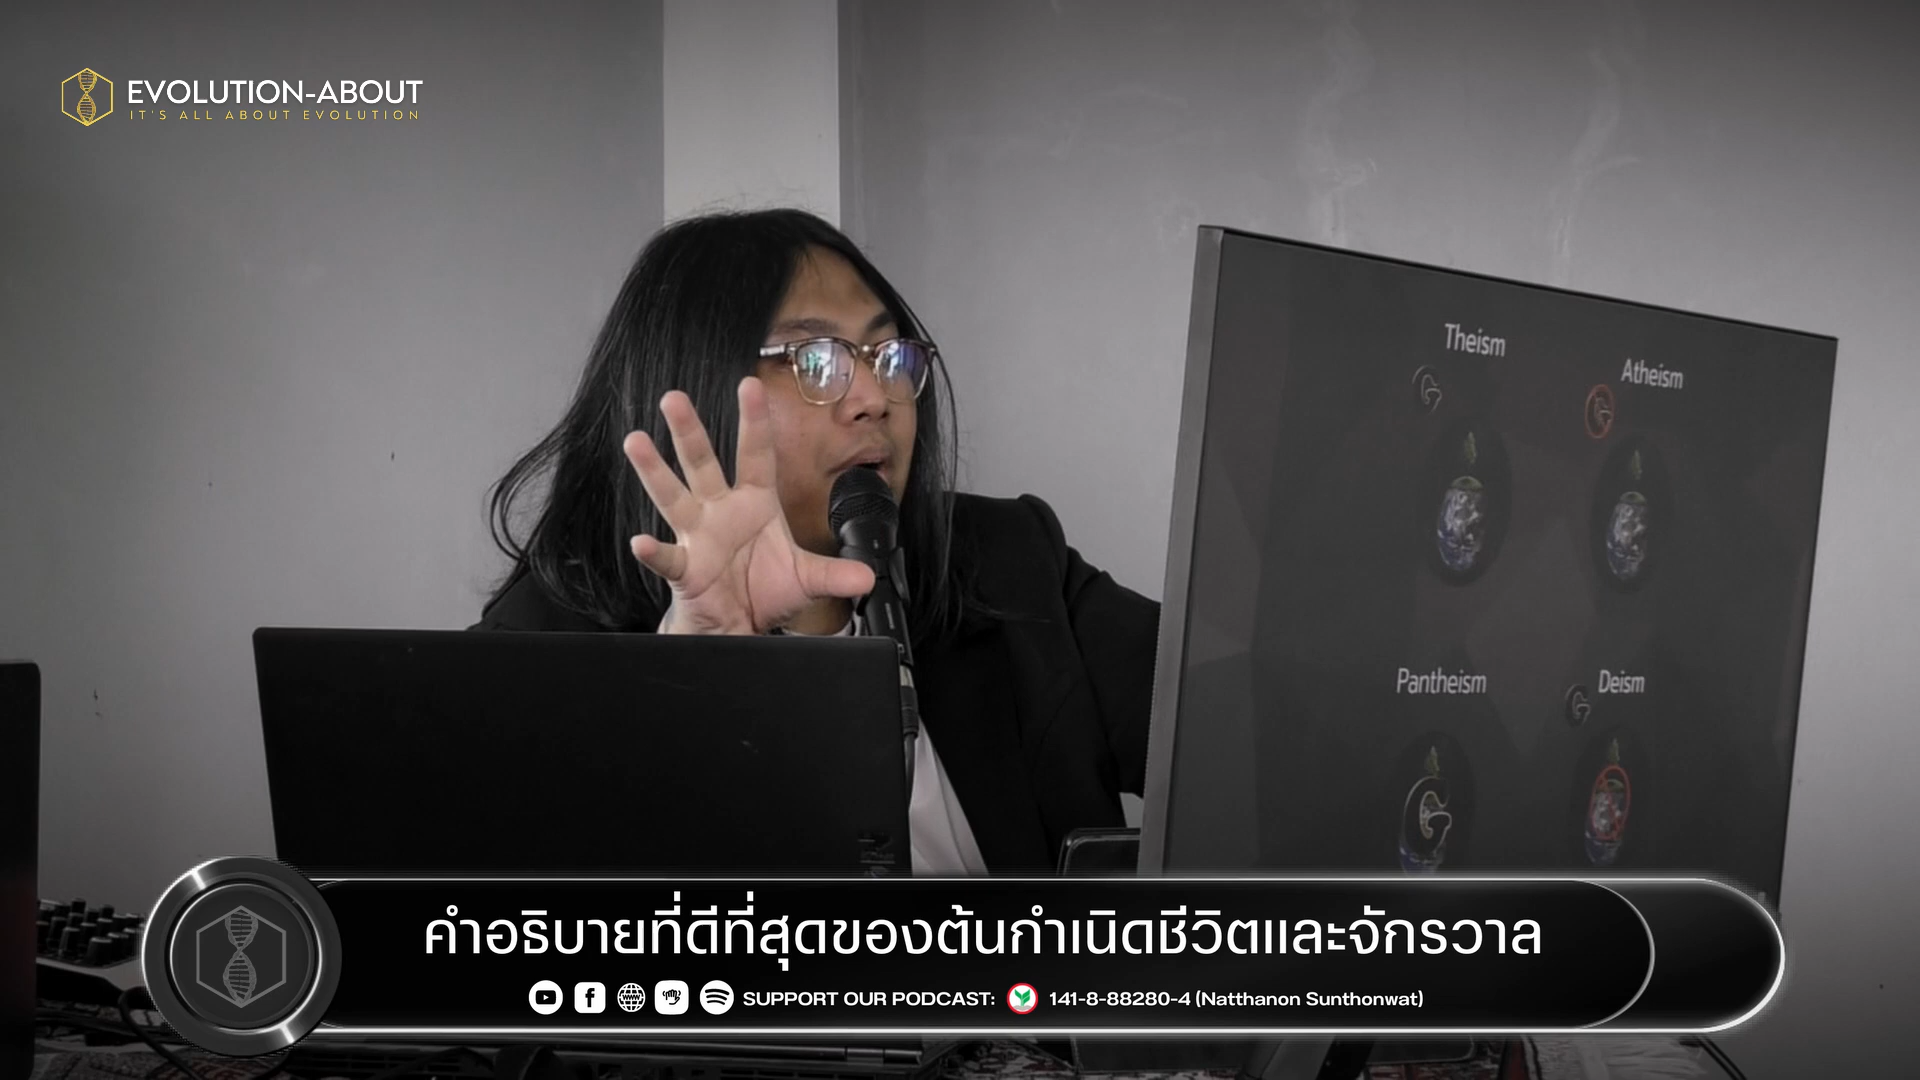 EVOLUTION-ABOUT
IT'S ALL ABOUT EVOLUTION
Theism
Atheism
Pantheism
Deism
คำอธิบายที่ดีที่สุดของต้นกำเนิดชีวิตและจักรวาล
SUPPORT OUR PODCAST: 141-8-88280-4 (Natthanon Sunthonwat)